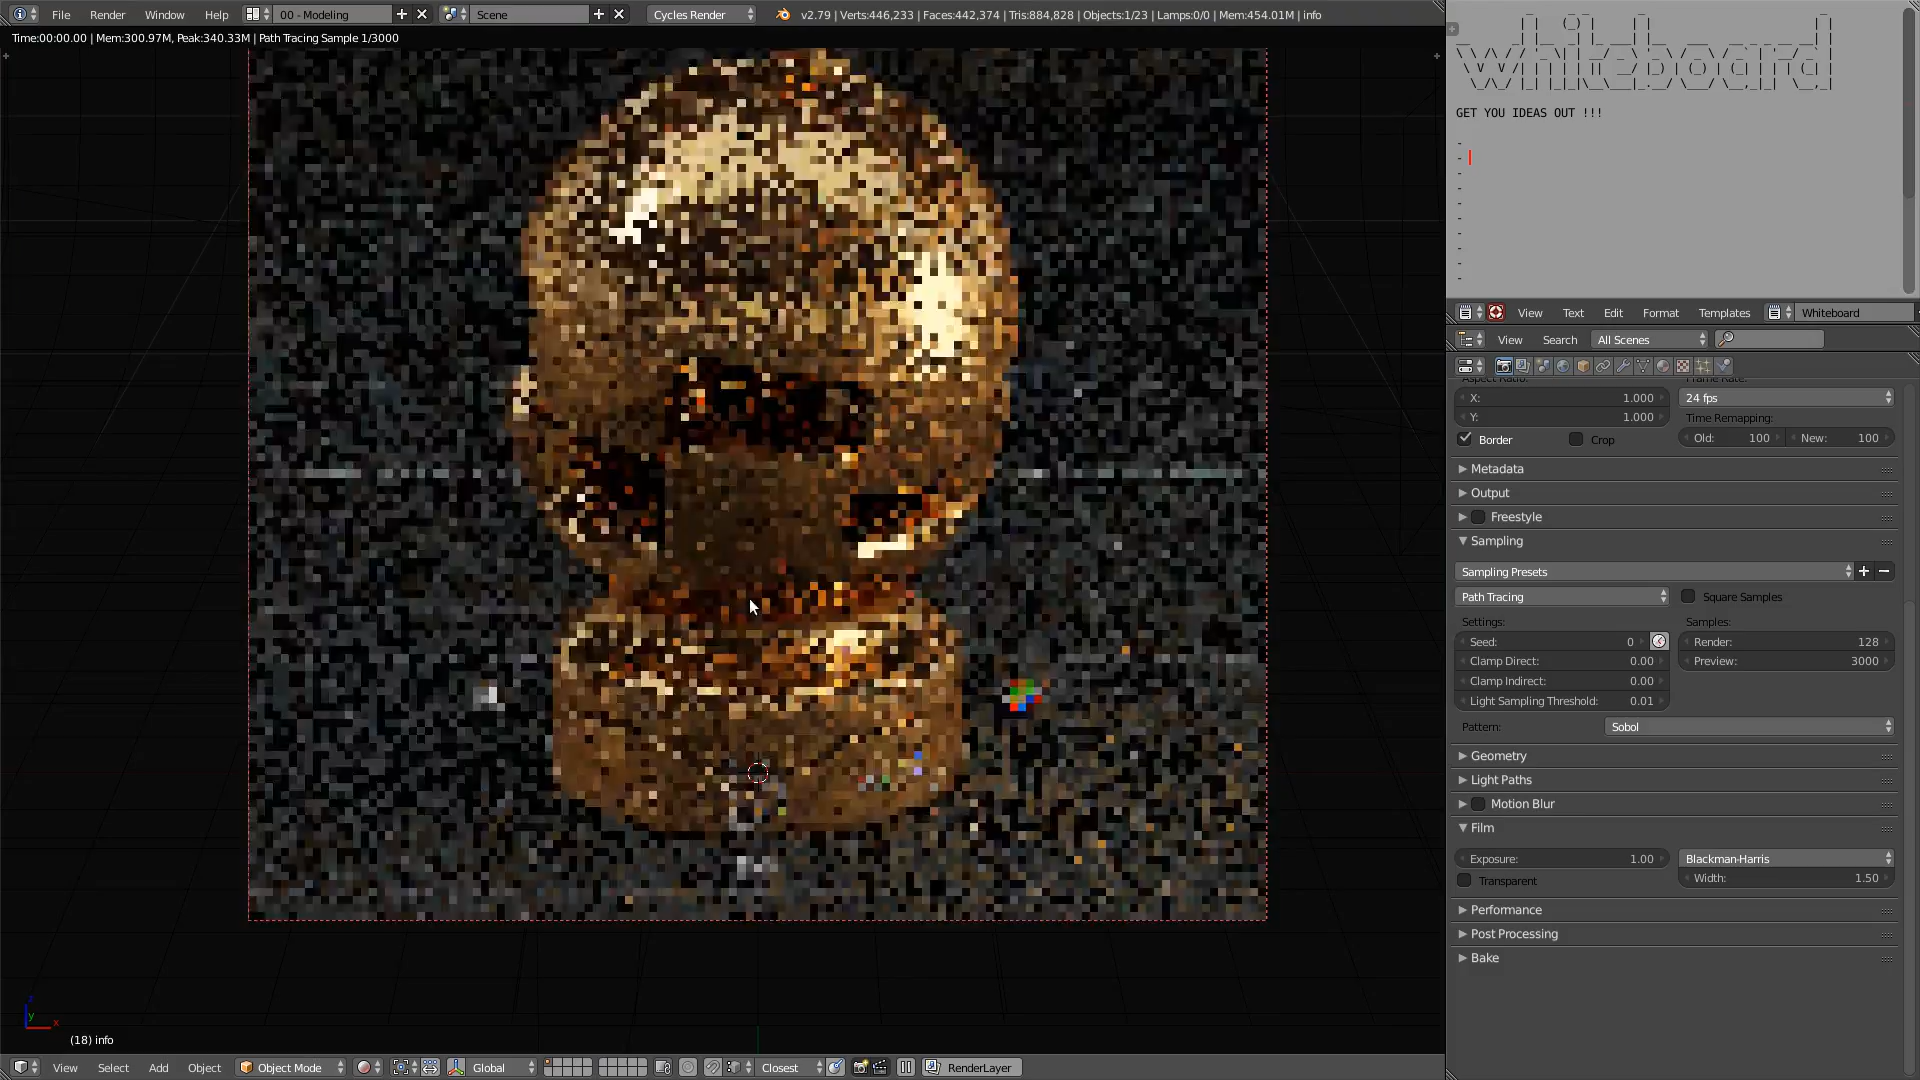 File Render Window Help 00 - Modeling Scene Cycles Render v2.79 | Verts:446,233 | Faces:442,374 | Tris:884,828 | Objects:1/23 | Lamps:0/0 | Mem:454.01M | info
Time:00:00.00 | Mem:300.97M, Peak:340.33M | Path Tracing Sample 1/3000
whiteboard
GET YOU IDEAS OUT !!!
-
-
-
-
-
-
-
-
-
-
View Text Edit Format Templates Whiteboard
View Search All Scenes
Aspect Ratio: Frame Rate:
X: 1.000 24 fps
Y: 1.000 Time Remapping:
Border Crop Old: 100 New: 100
Metadata
Output
Freestyle
Sampling
Sampling Presets
Path Tracing Square Samples
Settings: Samples:
Seed: 0 Render: 128
Clamp Direct: 0.00 Preview: 3000
Clamp Indirect: 0.00
Light Sampling Threshold: 0.01
Pattern: Sobol
Geometry
Light Paths
Motion Blur
Film
Exposure: 1.00 Blackman-Harris
Transparent Width: 1.50
Performance
Post Processing
Bake
z
y x
(18) info
View Select Add Object Object Mode Global Closest RenderLayer